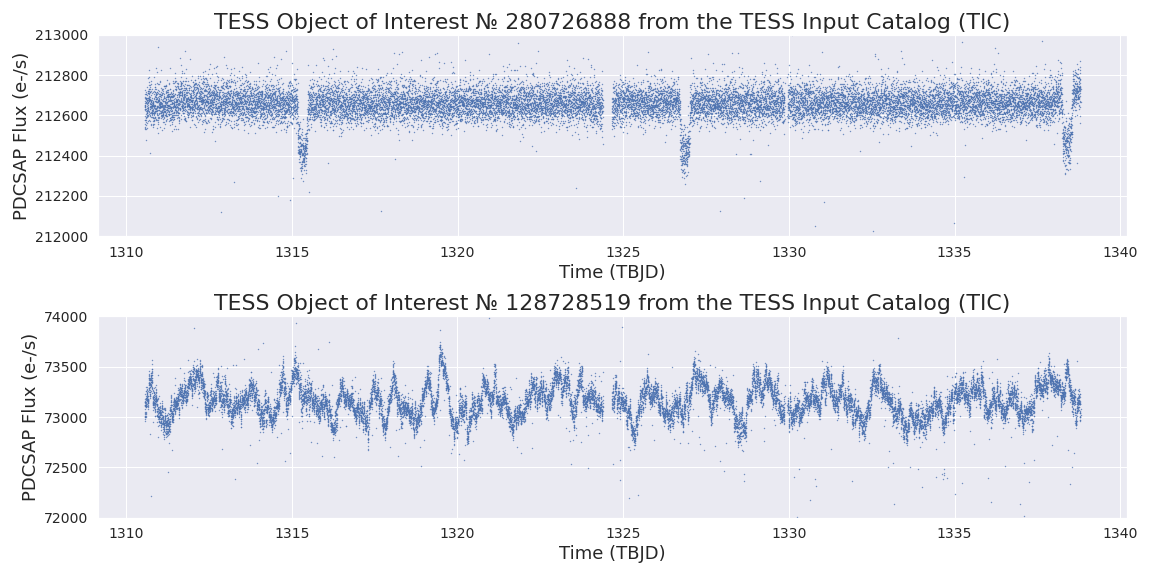 TESS Object of Interest № 280726888 from the TESS Input Catalog (TIC)
PDCSAP Flux (e-/s)
213000
212800
212600
212400
212200
212000
1310 1315 1320 1325 1330 1335 1340
Time (TBJD)
TESS Object of Interest № 128728519 from the TESS Input Catalog (TIC)
PDCSAP Flux (e-/s)
74000
73500
73000
72500
72000
1310 1315 1320 1325 1330 1335 1340
Time (TBJD)